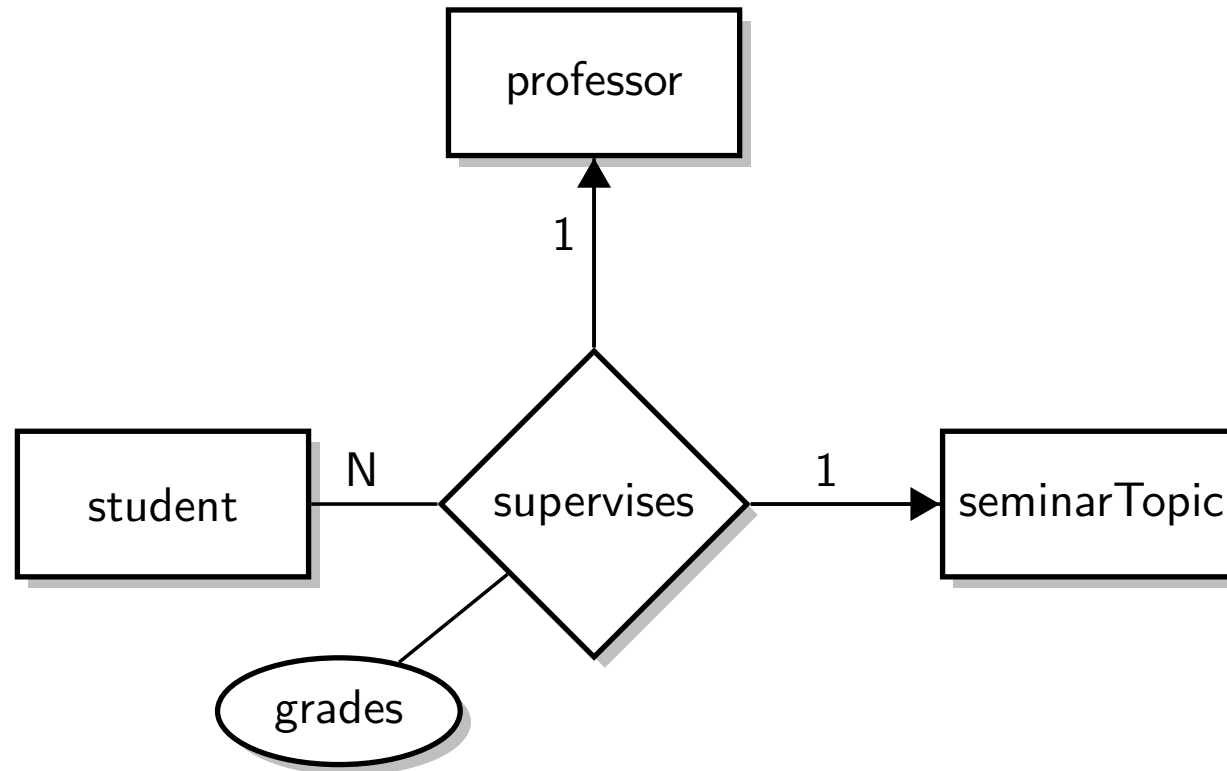 professor
1
N
1
student
supervises
seminarTopic
grades